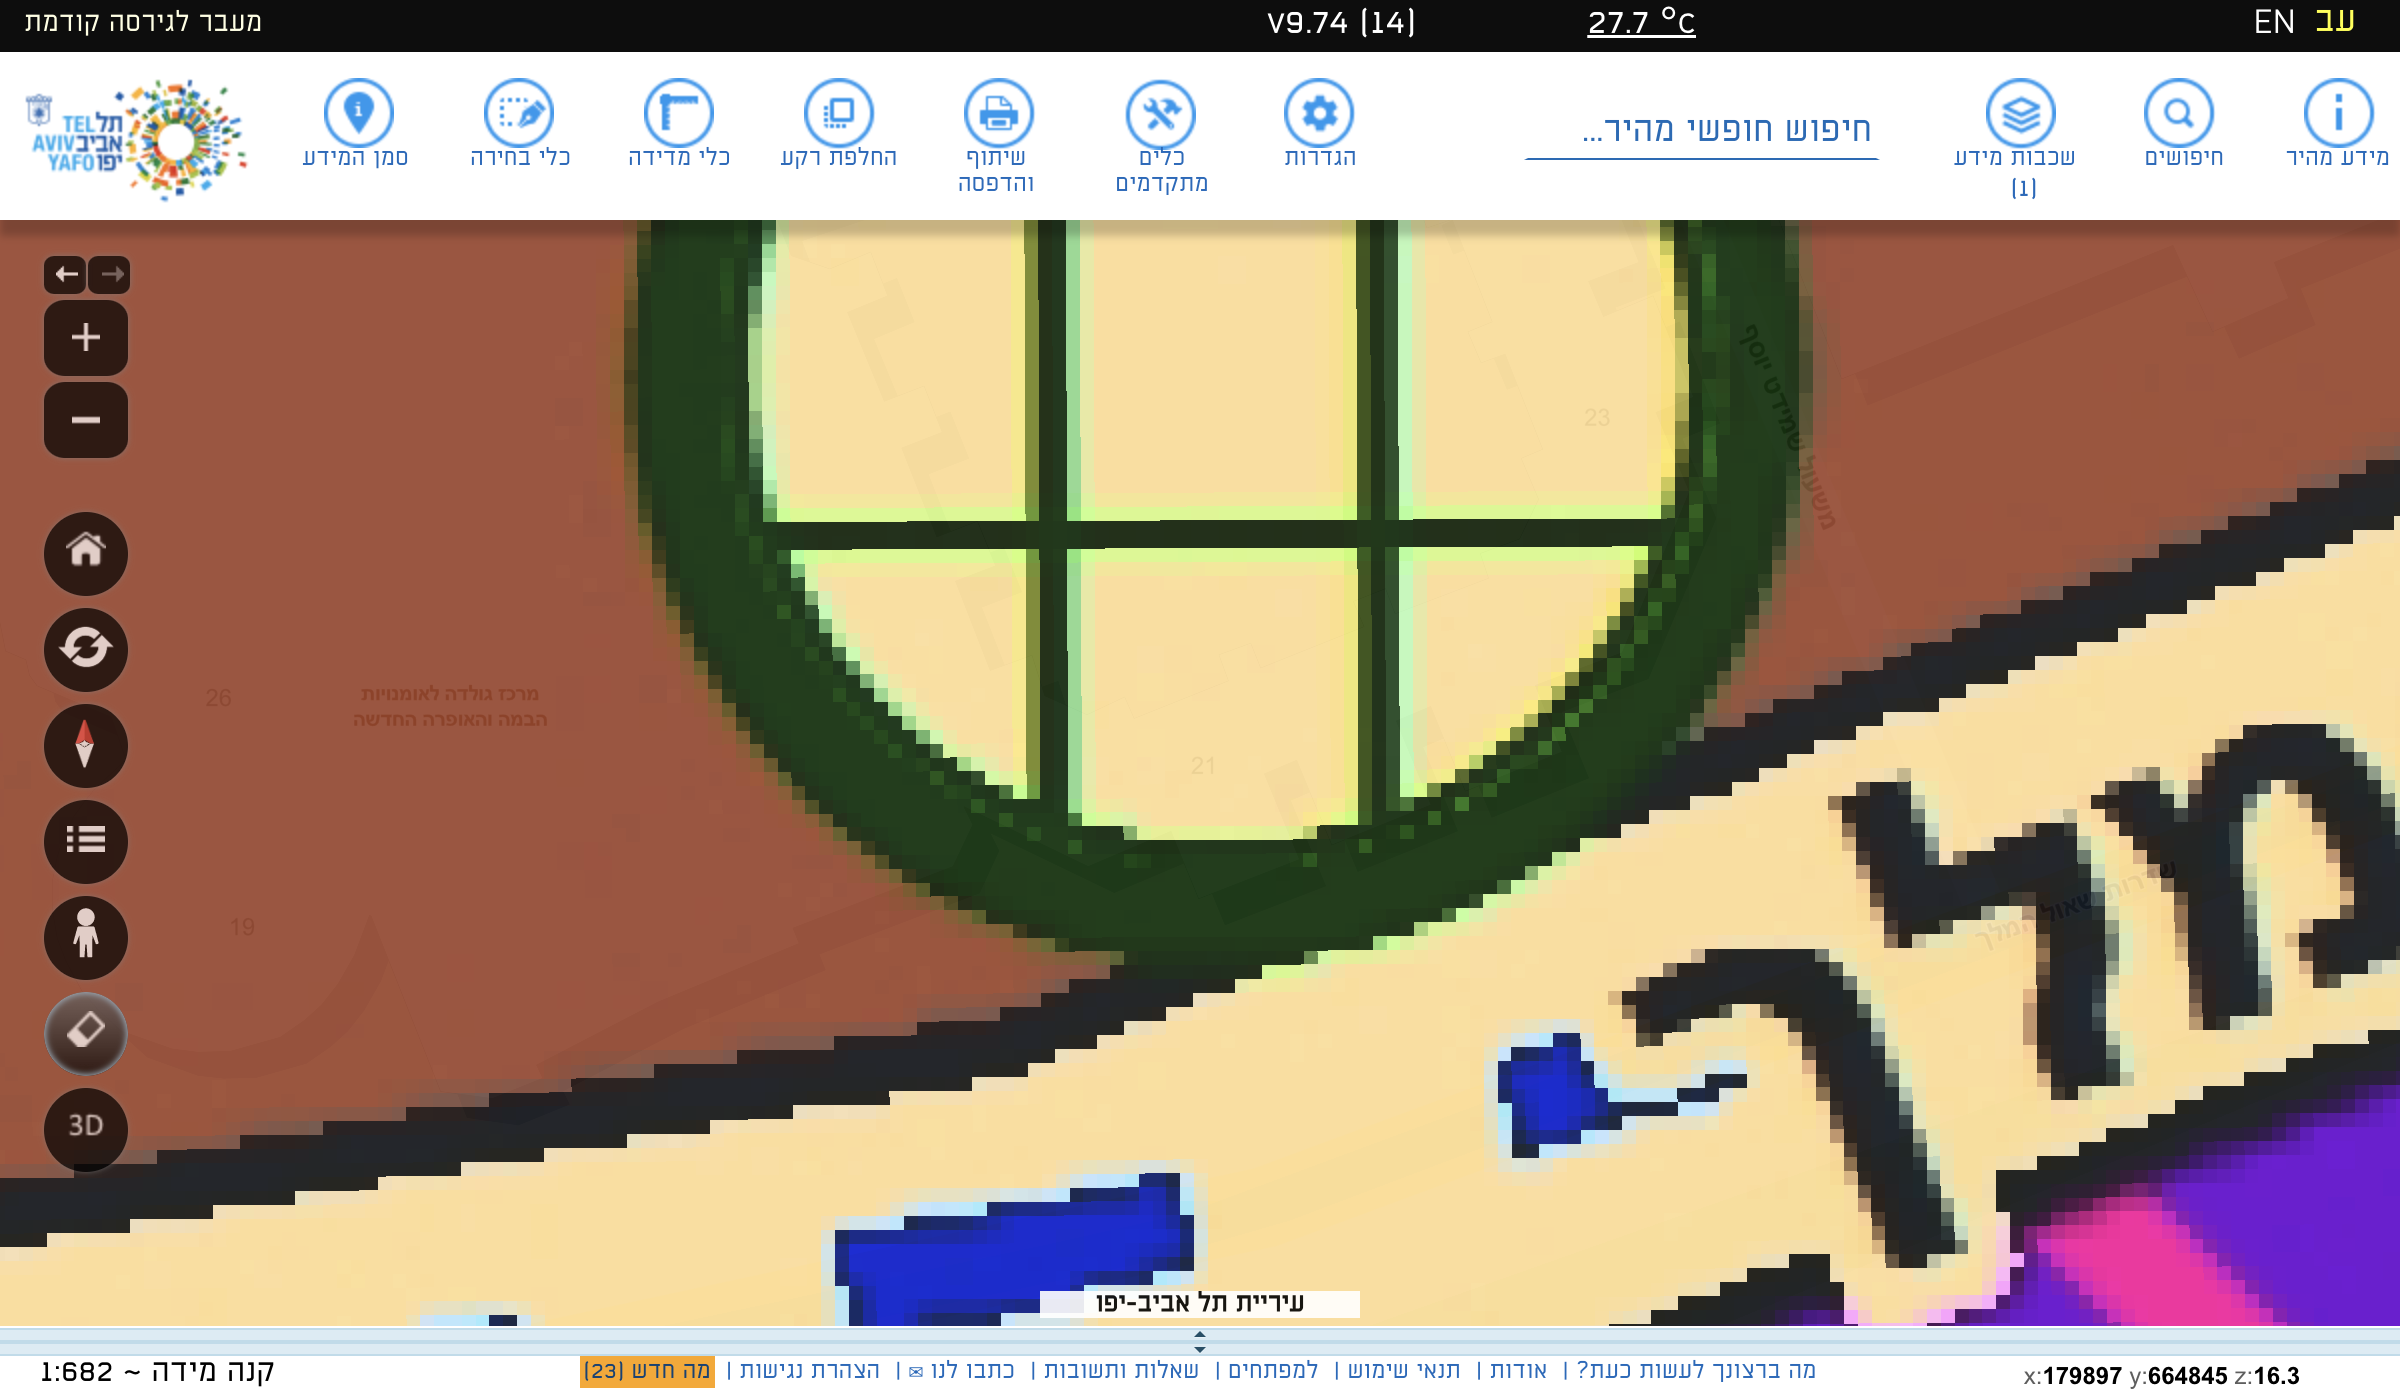 עב EN
27.7 °C
V9.74 (14)
מעבר לגירסה קודמת
מידע מהיר
חיפושים
שכבות מידע
(1)
חיפוש חופשי מהיר...
הגדרות
כלים
מתקדמים
שיתוף
והדפסה
החלפת רקע
כלי מדידה
כלי בחירה
סמן המידע
TEL תל
AVIV אביב
YAFO יפו
משעול שמידט יוסף
23
26
מרכז גולדה לאומנויות
הבמה והאופרה החדשה
21
19
שדרות שאול המלך
3D
עיריית תל אביב-יפו
מה ברצונך לעשות כעת? | אודות | תנאי שימוש | למפתחים | שאלות ותשובות | כתבו לנו ✉ | הצהרת נגישות | מה חדש (23)
x:179897 y:664845 z:16.3
קנה מידה ~ 1:682